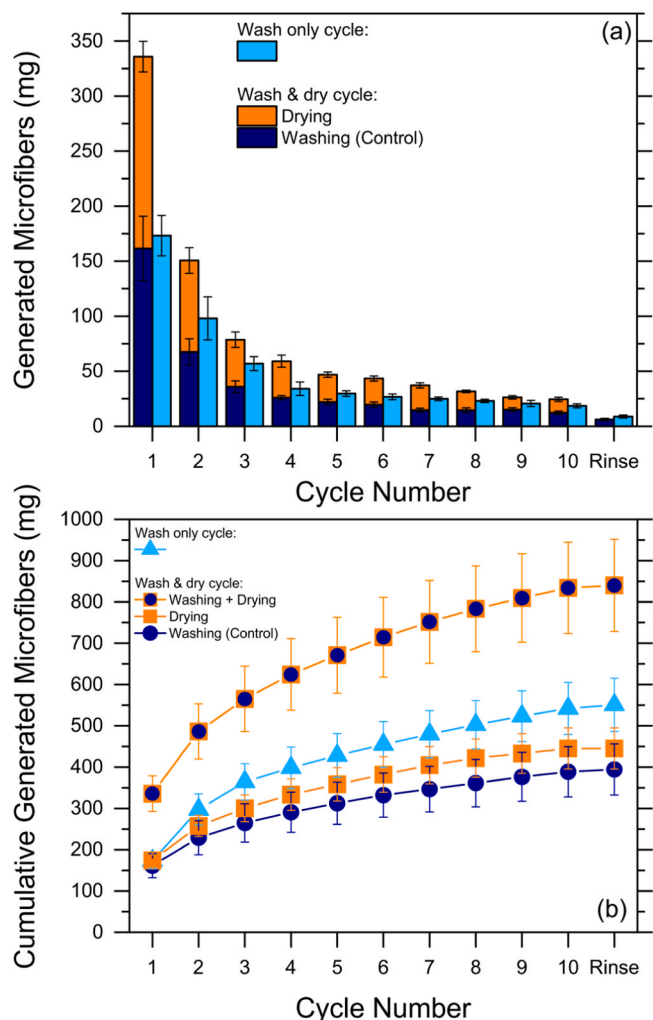 (a)
Wash only cycle:
Wash & dry cycle:
Drying
Washing (Control)
Generated Microfibers (mg)
350
300
250
200
150
100
50
0
1 2 3 4 5 6 7 8 9 10 Rinse
Cycle Number
Cumulative Generated Microfibers (mg)
1000
900
800
700
600
500
400
300
200
100
0
Wash only cycle:
Wash & dry cycle:
Washing + Drying
Drying
Washing (Control)
(b)
1 2 3 4 5 6 7 8 9 10 Rinse
Cycle Number